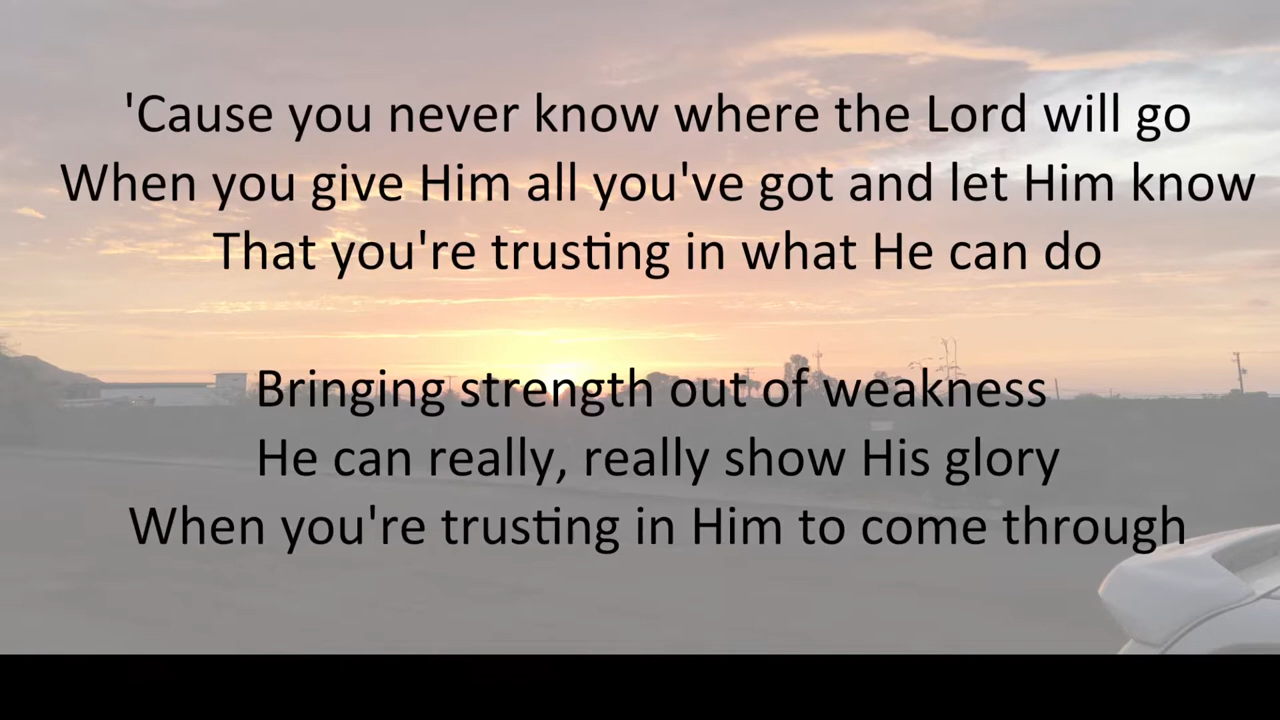 'Cause you never know where the Lord will go
When you give Him all you've got and let Him know
That you're trusting in what He can do
Bringing strength out of weakness
He can really, really show His glory
When you're trusting in Him to come through